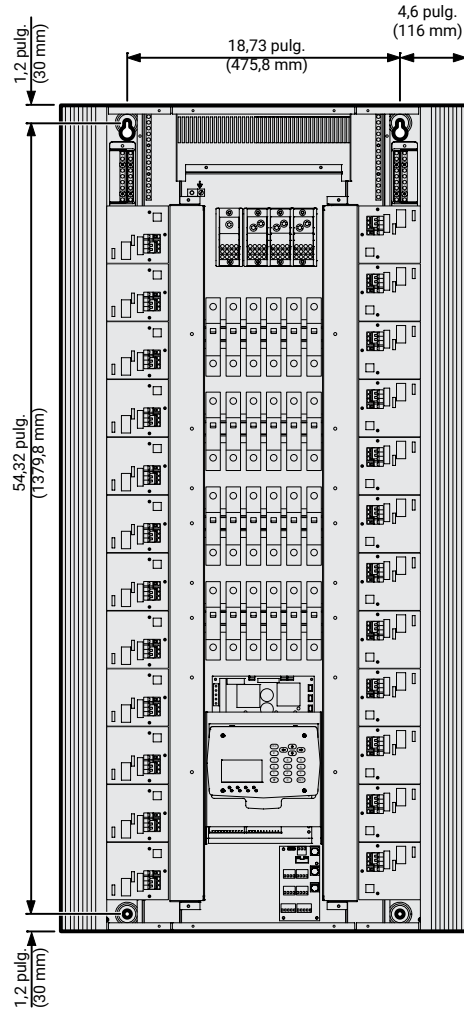 4,6 pulg.
(116 mm)
18,73 pulg.
(475,8 mm)
1,2 pulg.
(30 mm)
54,32 pulg.
(1379,8 mm)
1,2 pulg.
(30 mm)